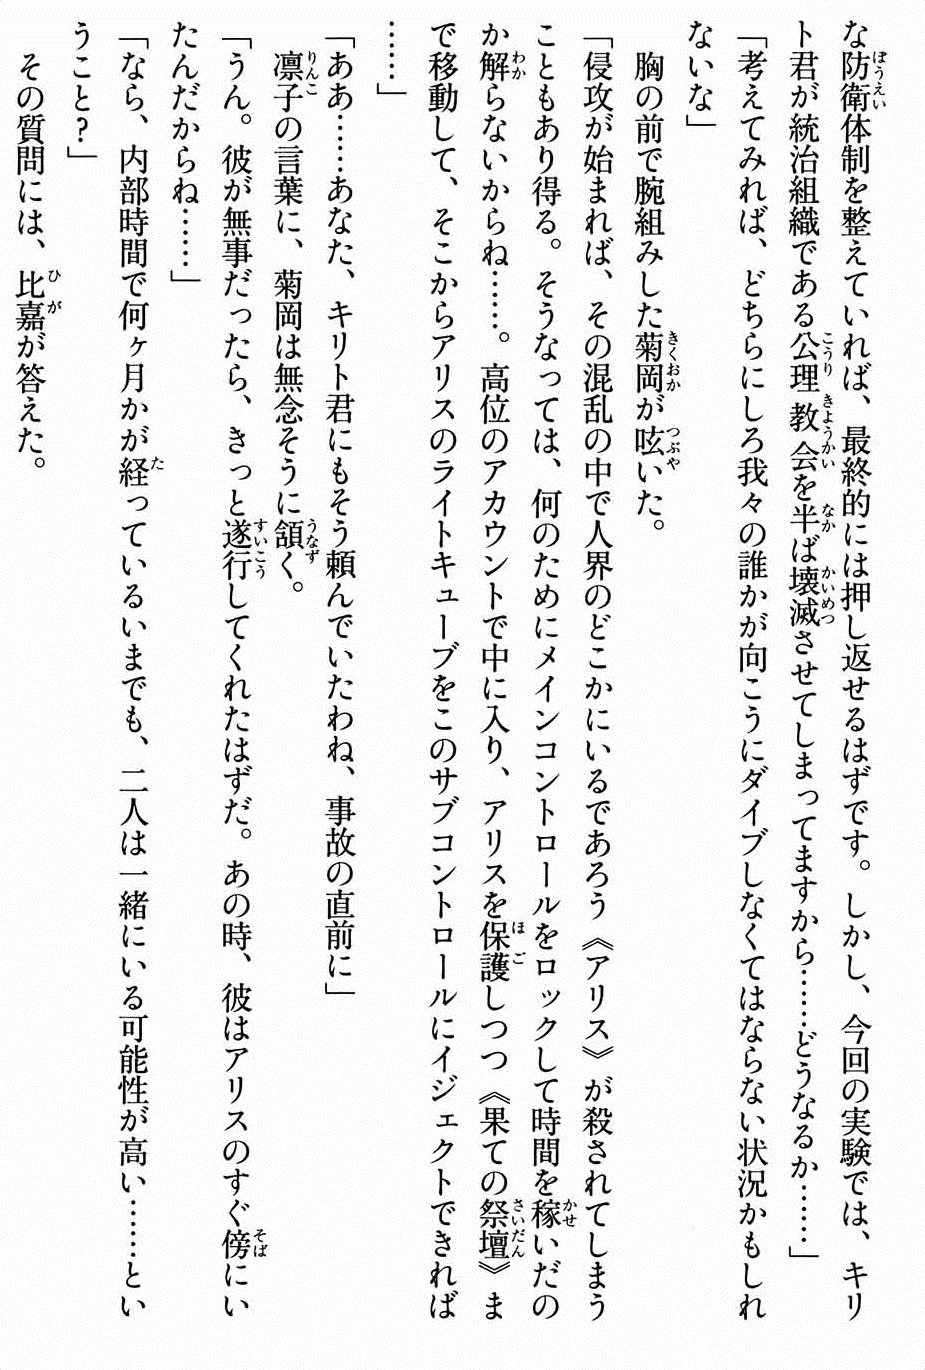 な防衛体制を整えていれば、最終的には押し返せるはずです。しかし、今回の実験では、キリ
ト君が統治組織である公理教会を半ば壊滅させてしまってますから……どうなるか……」
「考えてみれば、どちらにしろ我々の誰かが向こうにダイブしなくてはならない状況かもしれ
ないな」
胸の前で腕組みした菊岡が呟いた。
「侵攻が始まれば、その混乱の中で人界のどこかにいるであろう《アリス》が殺されてしまう
こともあり得る。そうなっては、何のためにメインコントロールをロックして時間を稼いだの
か解らないからね……。高位のアカウントで中に入り、アリスを保護しつつ《果ての祭壇》ま
で移動して、そこからアリスのライトキューブをこのサブコントロールにイジェクトできれば
……」
「ああ……あなた、キリト君にもそう頼んでいたわね、事故の直前に」
凛子の言葉に、菊岡は無念そうに頷く。
「うん。彼が無事だったら、きっと遂行してくれたはずだ。あの時、彼はアリスのすぐ傍にい
たんだからね……」
「なら、内部時間で何ヶ月かが経っているいまでも、二人は一緒にいる可能性が高い……とい
うこと？」
その質問には、比嘉が答えた。